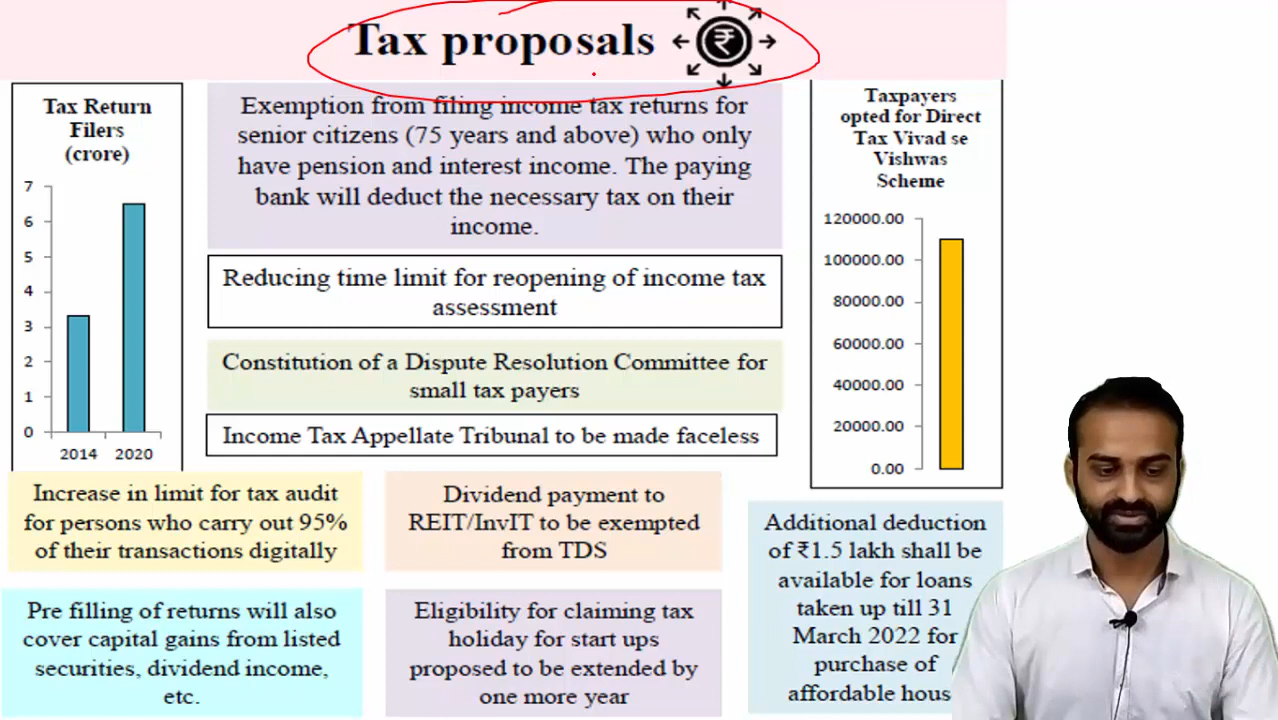 Tax proposals
₹
Tax Return
Filers
(crore)
7
6
5
4
3
2
1
0
2014 2020
Exemption from filing income tax returns for
senior citizens (75 years and above) who only
have pension and interest income. The paying
bank will deduct the necessary tax on their
income.
Reducing time limit for reopening of income tax
assessment
Constitution of a Dispute Resolution Committee for
small tax payers
Income Tax Appellate Tribunal to be made faceless
Taxpayers
opted for Direct
Tax Vivad se
Vishwas
Scheme
120000.00
100000.00
80000.00
60000.00
40000.00
20000.00
0.00
Increase in limit for tax audit
for persons who carry out 95%
of their transactions digitally
Dividend payment to
REIT/InvIT to be exempted
from TDS
Additional deduction
of ₹1.5 lakh shall be
available for loans
taken up till 31
March 2022 for
purchase of
affordable hous
Pre filling of returns will also
cover capital gains from listed
securities, dividend income,
etc.
Eligibility for claiming tax
holiday for start ups
proposed to be extended by
one more year